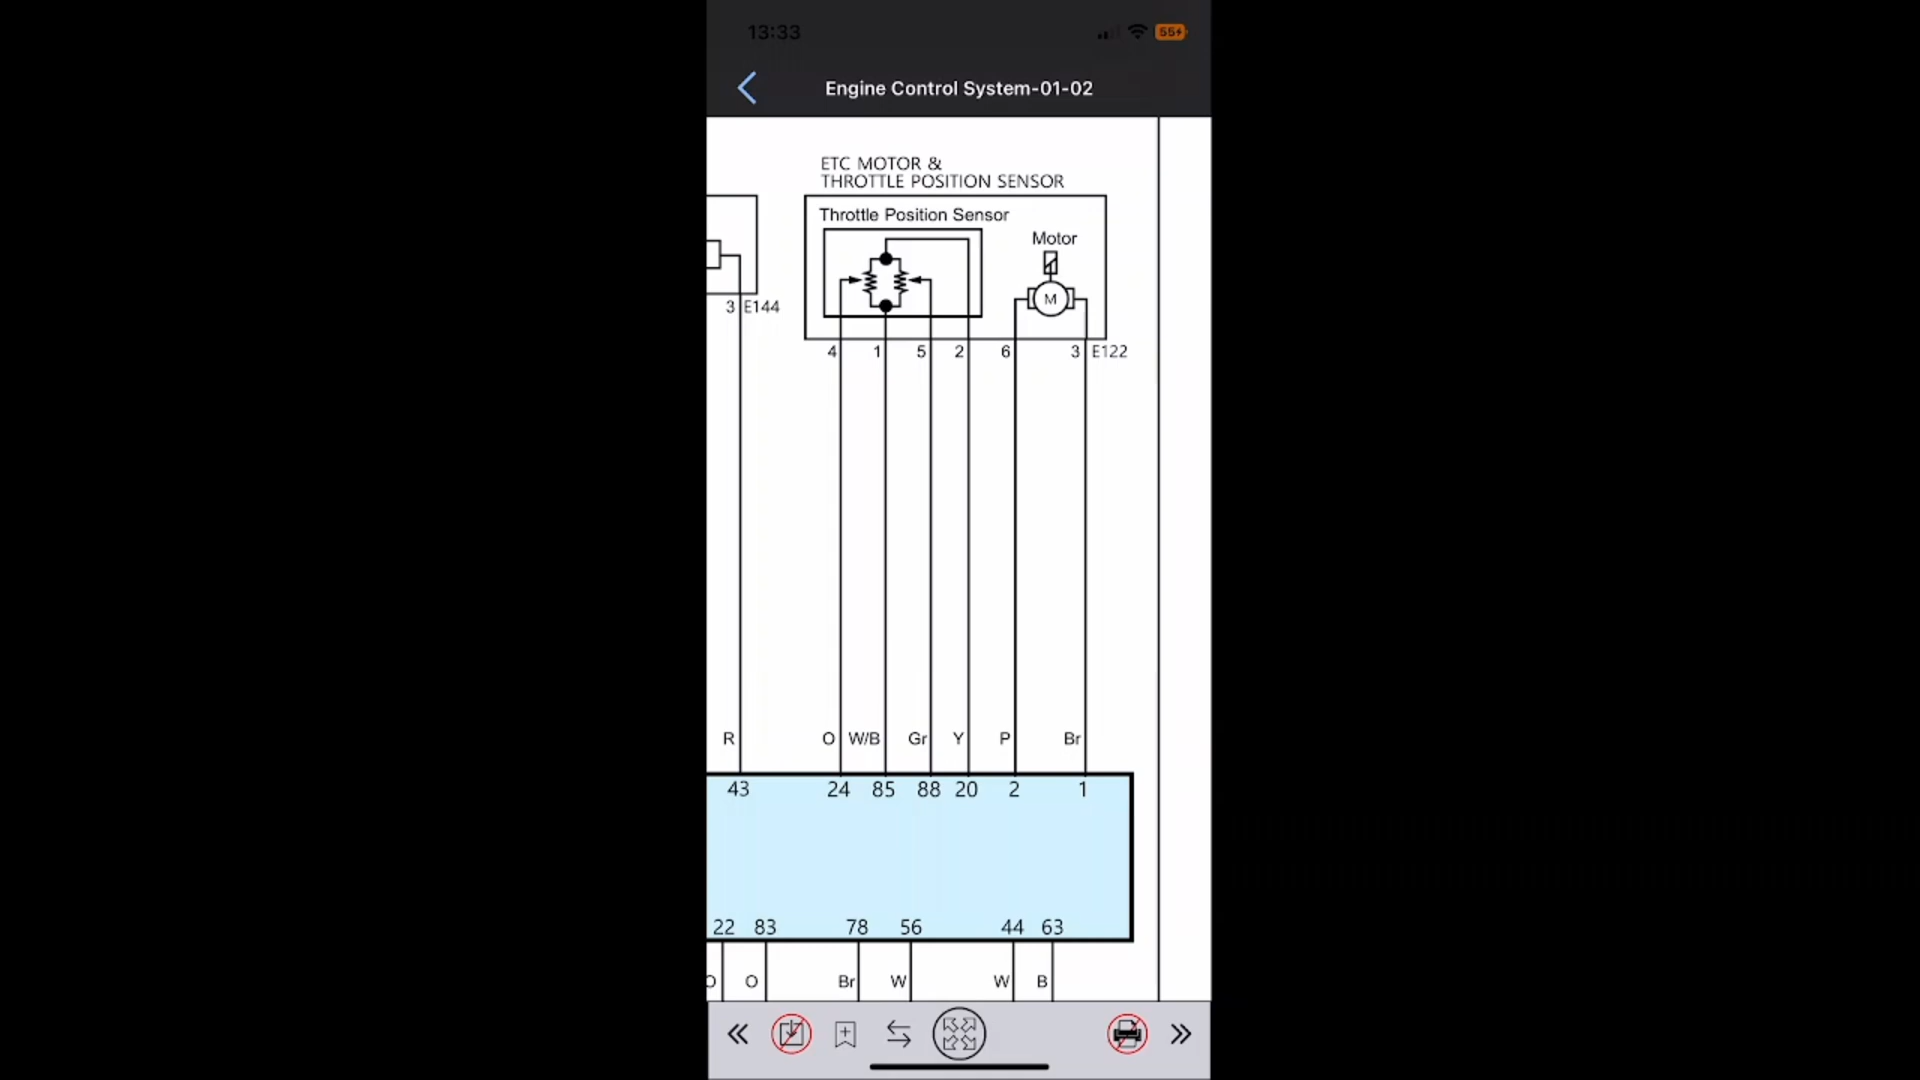 13:33
55
Engine Control System-01-02
ETC MOTOR &
THROTTLE POSITION SENSOR
Throttle Position Sensor
Motor
M
3 E144
4 1 5 2 6 3 E122
R O W/B Gr Y P Br
43 24 85 88 20 2 1
22 83 78 56 44 63
O O Br W W B